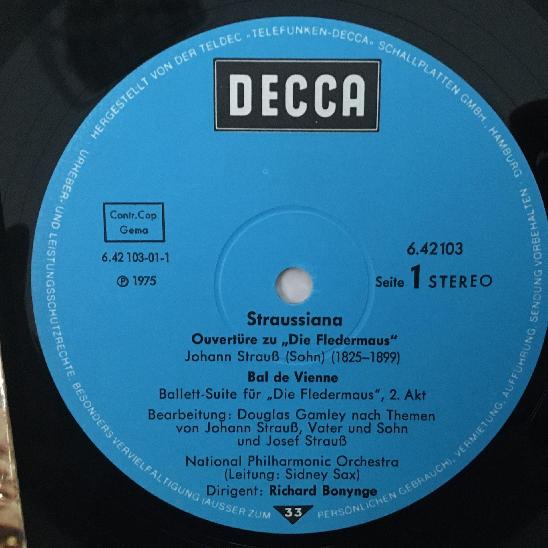 HERGESTELLT VON DER TELDEC »TELEFUNKEN-DECCA« SCHALLPLATTEN GMBH, HAMBURG ·
DECCA
Contr. Cop
Gema
6.42 103-01-1
℗ 1975
6.42103
Seite 1 STEREO
Straussiana
Ouvertüre zu „Die Fledermaus"
Johann Strauß (Sohn) (1825–1899)
Bal de Vienne
Ballett-Suite für „Die Fledermaus", 2. Akt
Bearbeitung: Douglas Gamley nach Themen
von Johann Strauß, Vater und Sohn
und Josef Strauß
National Philharmonic Orchestra
(Leitung: Sidney Sax)
Dirigent: Richard Bonynge
33
URHEBER- UND LEISTUNGSSCHUTZRECHTE, BESONDERS VERVIELFÄLTIGUNG (AUSSER ZUM PERSÖNLICHEN GEBRAUCH), VERMIETUNG, AUFFÜHRUNG, SENDUNG VORBEHALTEN.